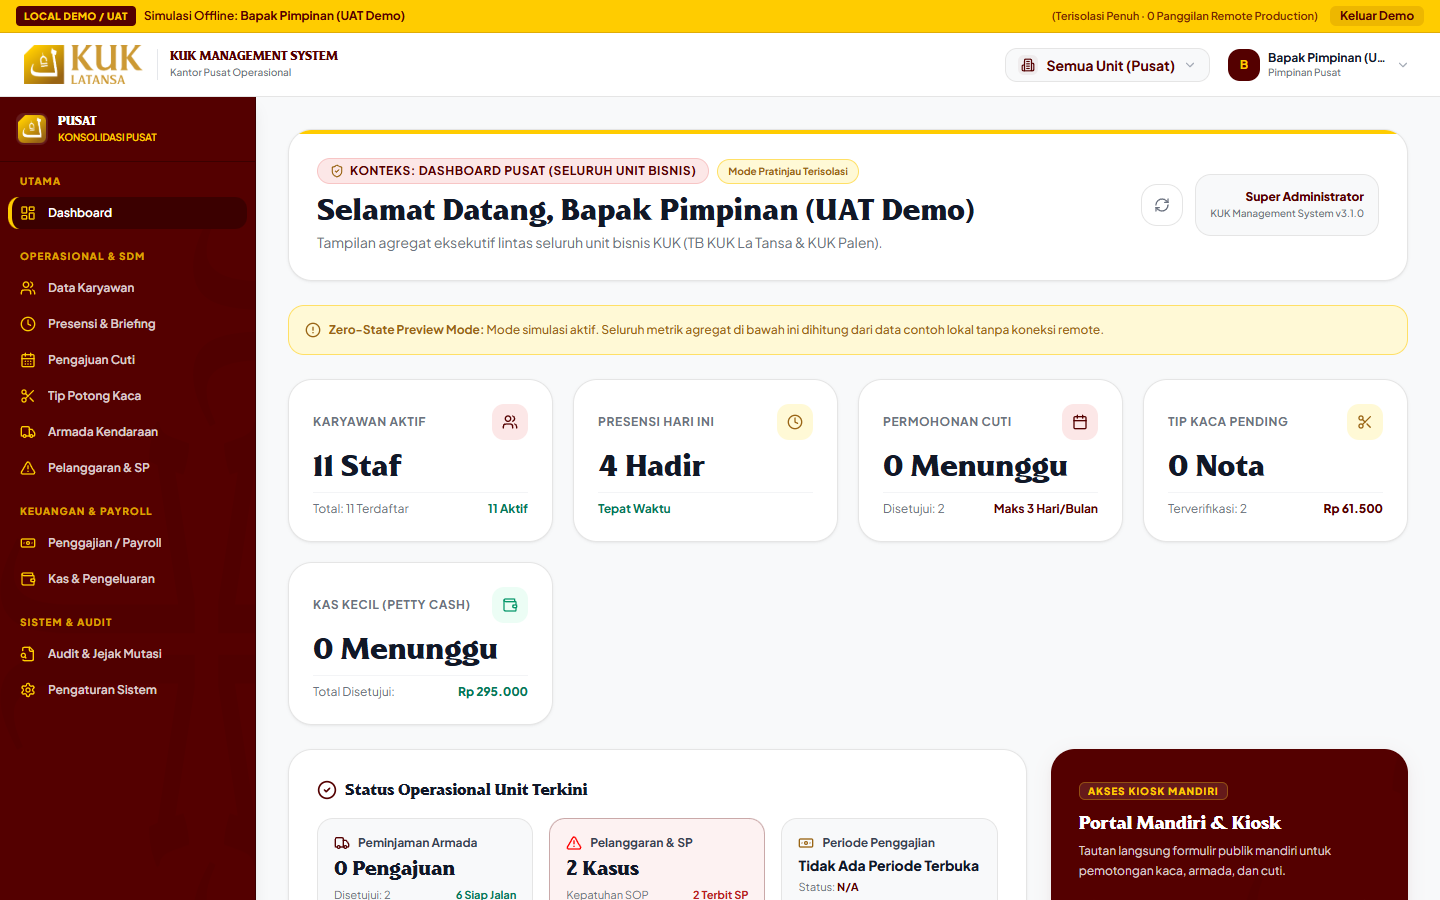 LOCAL DEMO / UAT Simulasi Offline: Bapak Pimpinan (UAT Demo) (Terisolasi Penuh · 0 Panggilan Remote Production) Keluar Demo
KUK LATANSA
KUK MANAGEMENT SYSTEM
Kantor Pusat Operasional
Semua Unit (Pusat)
B
Bapak Pimpinan (U...
Pimpinan Pusat
PUSAT
KONSOLIDASI PUSAT
UTAMA
Dashboard
OPERASIONAL & SDM
Data Karyawan
Presensi & Briefing
Pengajuan Cuti
Tip Potong Kaca
Armada Kendaraan
Pelanggaran & SP
KEUANGAN & PAYROLL
Penggajian / Payroll
Kas & Pengeluaran
SISTEM & AUDIT
Audit & Jejak Mutasi
Pengaturan Sistem
KONTEKS: DASHBOARD PUSAT (SELURUH UNIT BISNIS) Mode Pratinjau Terisolasi
Selamat Datang, Bapak Pimpinan (UAT Demo)
Tampilan agregat eksekutif lintas seluruh unit bisnis KUK (TB KUK La Tansa & KUK Palen).
Super Administrator
KUK Management System v3.1.0
Zero-State Preview Mode: Mode simulasi aktif. Seluruh metrik agregat di bawah ini dihitung dari data contoh lokal tanpa koneksi remote.
KARYAWAN AKTIF
11 Staf
Total: 11 Terdaftar 11 Aktif
PRESENSI HARI INI
4 Hadir
Tepat Waktu
PERMOHONAN CUTI
0 Menunggu
Disetujui: 2 Maks 3 Hari/Bulan
TIP KACA PENDING
0 Nota
Terverifikasi: 2 Rp 61.500
KAS KECIL (PETTY CASH)
0 Menunggu
Total Disetujui: Rp 295.000
Status Operasional Unit Terkini
Peminjaman Armada
0 Pengajuan
Disetujui: 2 6 Siap Jalan
Pelanggaran & SP
2 Kasus
Kepatuhan SOP 2 Terbit SP
Periode Penggajian
Tidak Ada Periode Terbuka
Status: N/A
AKSES KIOSK MANDIRI
Portal Mandiri & Kiosk
Tautan langsung formulir publik mandiri untuk
pemotongan kaca, armada, dan cuti.